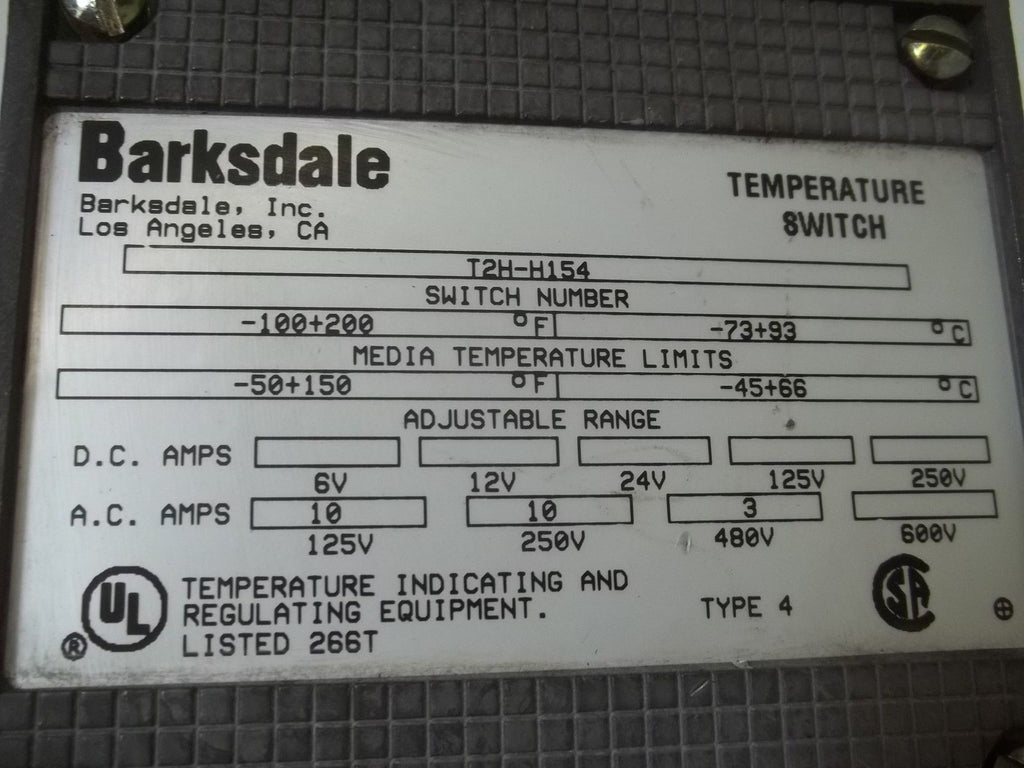 Barksdale
Barksdale, Inc.
Los Angeles, CA
TEMPERATURE
SWITCH
T2H-H154
SWITCH NUMBER
-100+200 °F -73+93 °C
MEDIA TEMPERATURE LIMITS
-50+150 °F -45+66 °C
ADJUSTABLE RANGE
D.C. AMPS
6V 12V 24V 125V 250V
A.C. AMPS 10 10 3
125V 250V 480V 600V
UL ®
TEMPERATURE INDICATING AND
REGULATING EQUIPMENT.
LISTED 266T
TYPE 4
SA